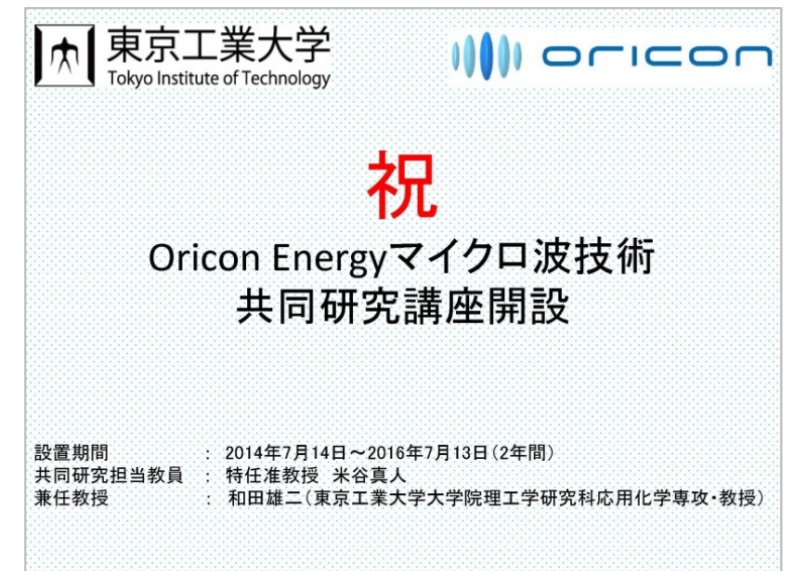 東京工業大学
Tokyo Institute of Technology
oricon
祝
Oricon Energyマイクロ波技術
共同研究講座開設
設置期間 : 2014年7月14日～2016年7月13日(2年間)
共同研究担当教員 : 特任准教授 米谷真人
兼任教授 : 和田雄二(東京工業大学大学院理工学研究科応用化学専攻・教授)